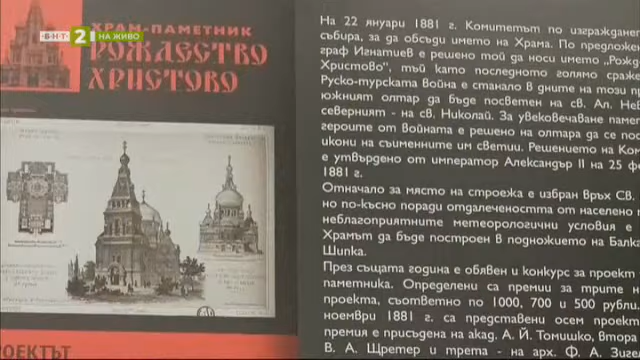 БНТ 2 НА ЖИВО
ХРАМ-ПАМЕТНИК
РОЖДЕСТВО
ХРИСТОВО
ПРОЕКТЪТ
На 22 януари 1881 г. Комитетът по изграждането
събира, за да обсъди името на Храма. По предложен
граф Игнатиев е решено той да носи името „Рожд
Христово", тъй като последното голямо сраже
Руско-турската Война е станало в дните на този пр
южният олтар да бъде посветен на св. Ал. Нев
северният - на св. Николай. За увековечаване памет
героите от Войната е решено на олтара да се пос
икони на съименните им светии. Решението на Ком
е утвърдено от император Александър II на 25 фе
1881 г.
Отначало за място на строежа е избран връх СВ.
но по-късно поради отдалечеността от населено
неблагоприятните метеорологични условия е
Храмът да бъде построен в подножието на Балка
Шипка.
През същата година е обявен и конкурс за проект
паметника. Определени са премии за трите н
проекта, съответно по 1000, 700 и 500 рубли.
ноември 1881 г. са представени осем проект
премия е присъдена на акад. А. Й. Томишко, втора
В. А. Щретер и трета - на арх. Ф. А. Зиге